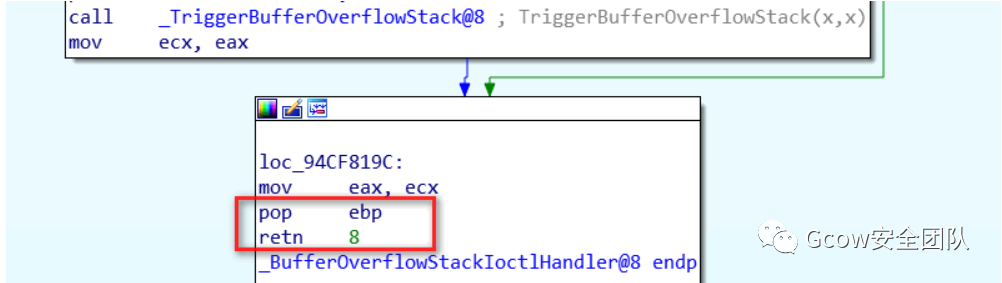 call    _TriggerBufferOverflowStack@8 ; TriggerBufferOverflowStack(x,x)
mov     ecx, eax
loc_94CF819C:
mov     eax, ecx
pop     ebp
retn    8
_BufferOverflowStackIoctlHandler@8 endp
Gcow安全团队